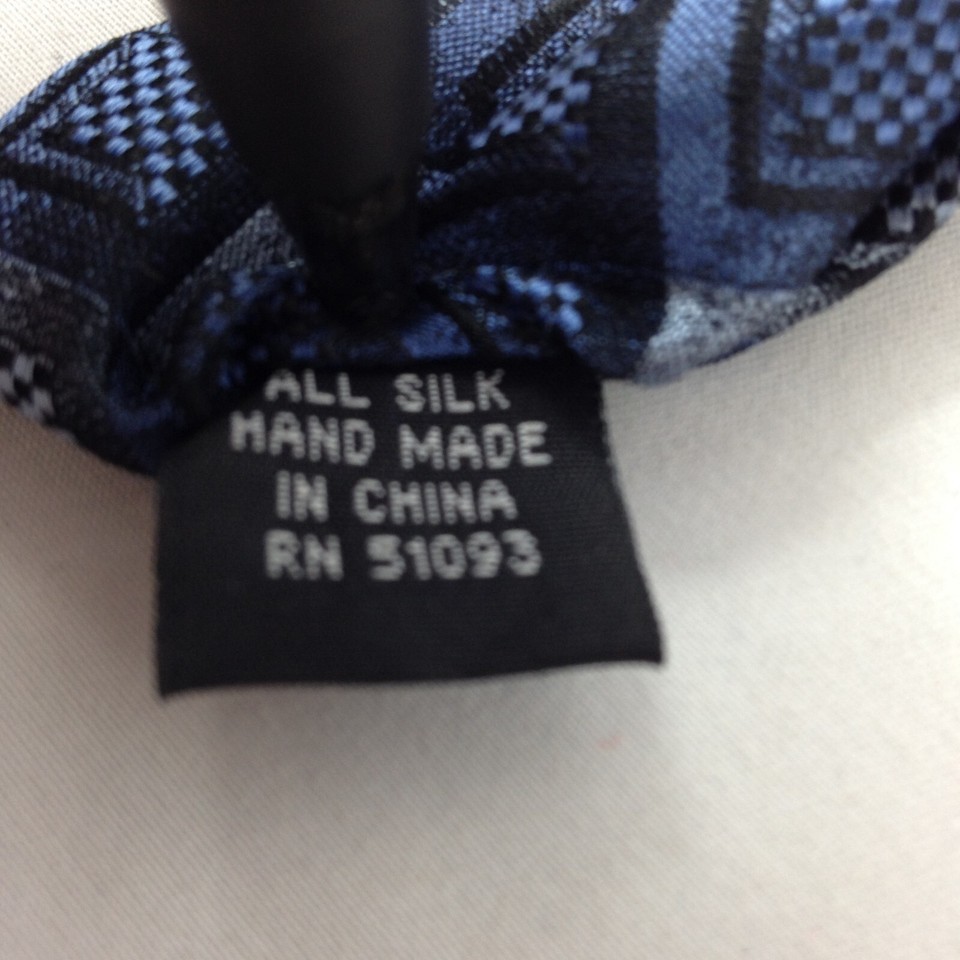 ALL SILK
HAND MADE
IN CHINA
RN 51093